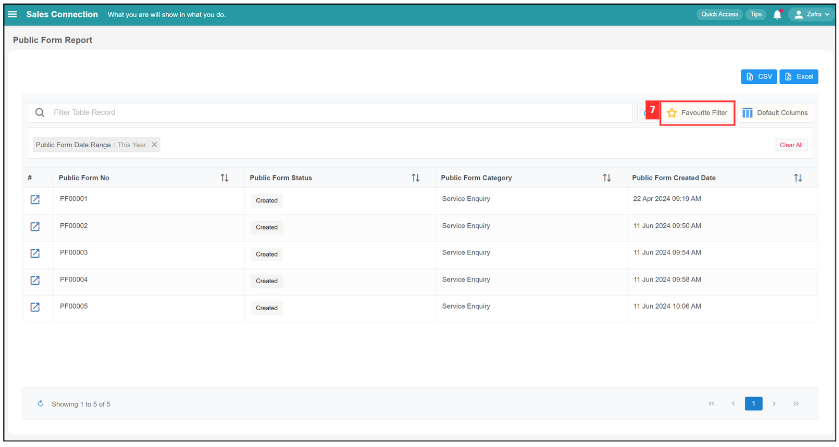 Sales Connection What you are will show in what you do. Quick Access Tips Zafra
Public Form Report
CSV Excel
Filter Table Record 7 Favourite Filter Default Columns
Public Form Date Range : This Year Clear All
# Public Form No Public Form Status Public Form Category Public Form Created Date
PF00001 Created Service Enquiry 22 Apr 2024 09:19 AM
PF00002 Created Service Enquiry 11 Jun 2024 09:50 AM
PF00003 Created Service Enquiry 11 Jun 2024 09:54 AM
PF00004 Created Service Enquiry 11 Jun 2024 09:58 AM
PF00005 Created Service Enquiry 11 Jun 2024 10:06 AM
Showing 1 to 5 of 5 1